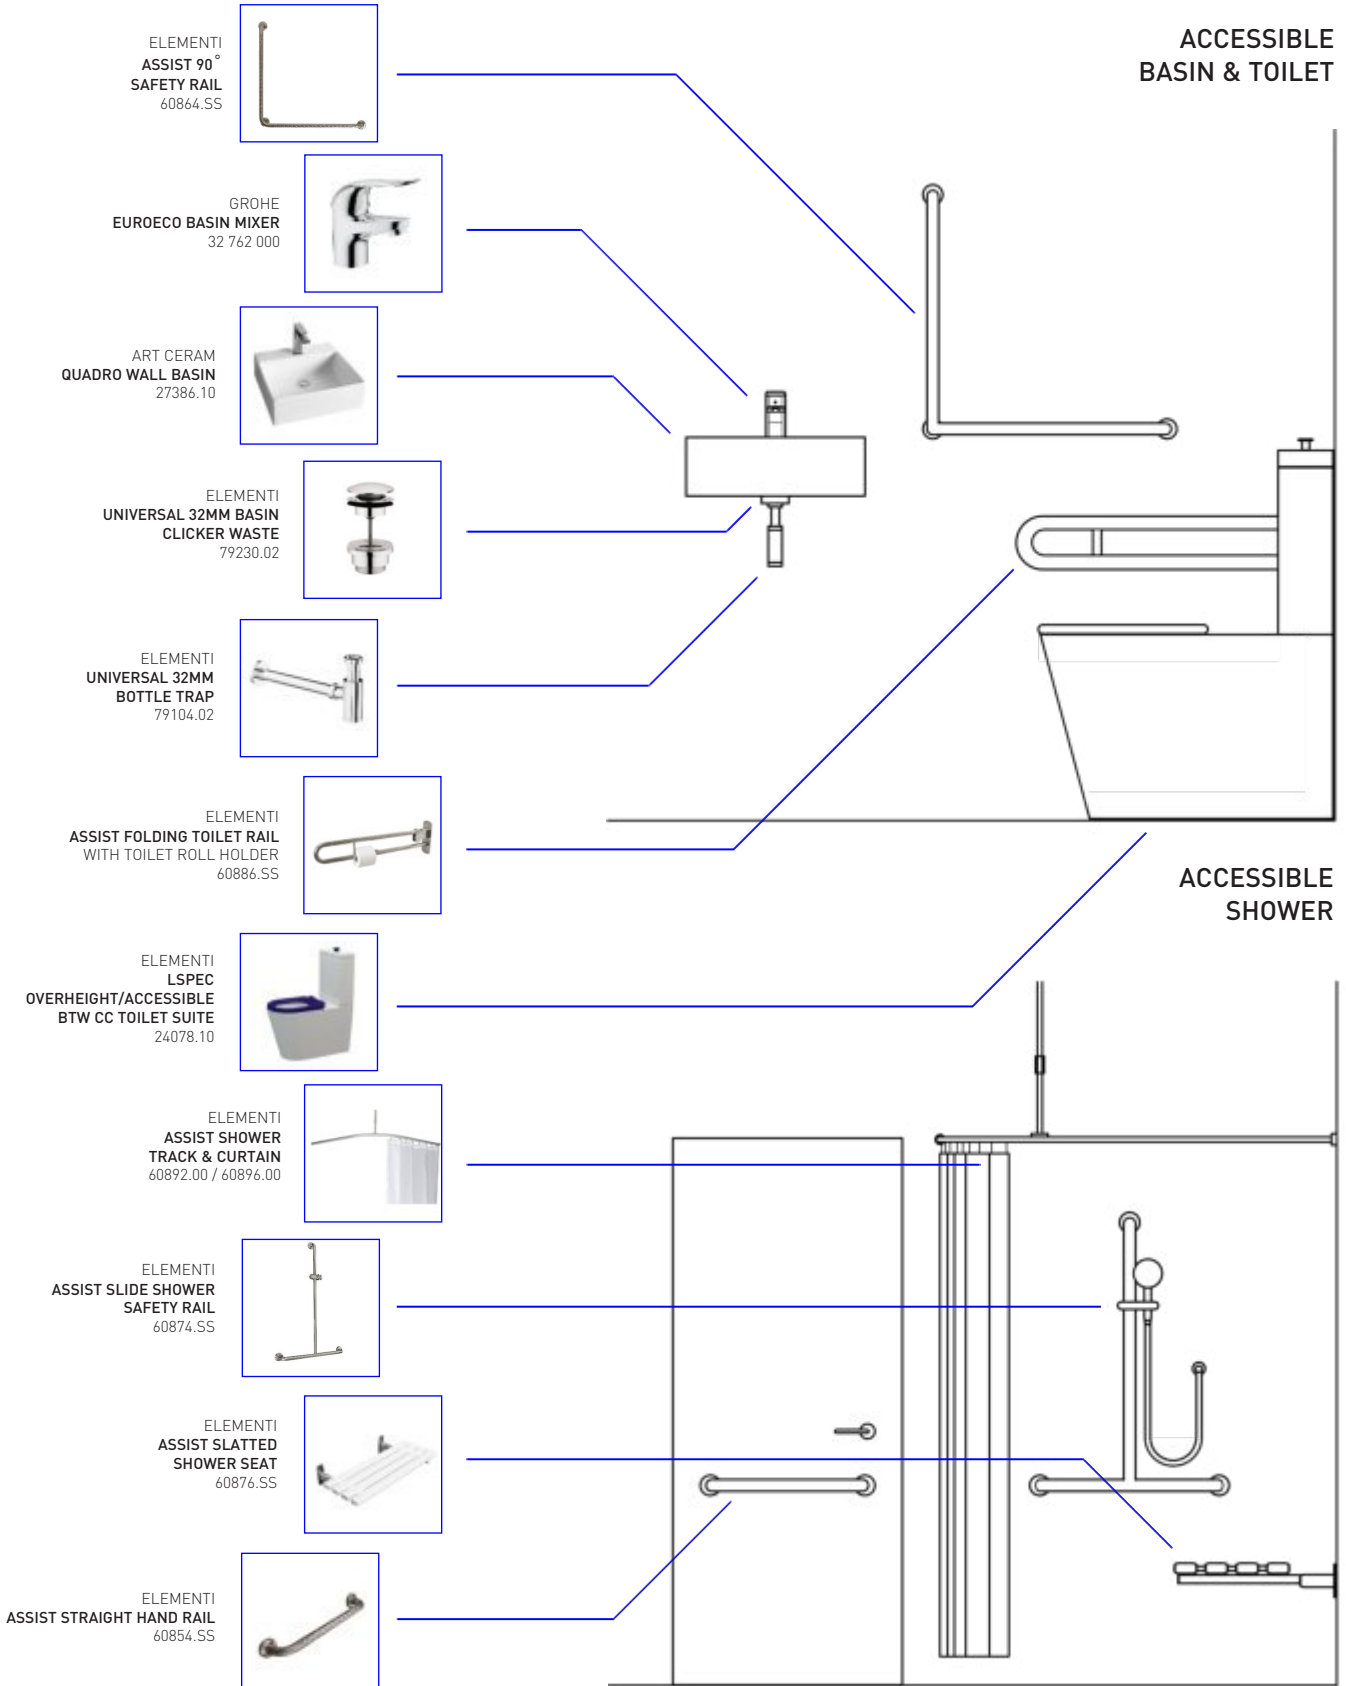 ACCESSIBLE
BASIN & TOILET
ELEMENTI
ASSIST 90°
SAFETY RAIL
60864.SS
GROHE
EUROECO BASIN MIXER
32 762 000
ART CERAM
QUADRO WALL BASIN
27386.10
ELEMENTI
UNIVERSAL 32MM BASIN
CLICKER WASTE
79230.02
ELEMENTI
UNIVERSAL 32MM
BOTTLE TRAP
79104.02
ELEMENTI
ASSIST FOLDING TOILET RAIL
WITH TOILET ROLL HOLDER
60886.SS
ACCESSIBLE
SHOWER
ELEMENTI
LSPEC
OVERHEIGHT/ACCESSIBLE
BTW CC TOILET SUITE
24078.10
ELEMENTI
ASSIST SHOWER
TRACK & CURTAIN
60892.00 / 60896.00
ELEMENTI
ASSIST SLIDE SHOWER
SAFETY RAIL
60874.SS
ELEMENTI
ASSIST SLATTED
SHOWER SEAT
60876.SS
ELEMENTI
ASSIST STRAIGHT HAND RAIL
60854.SS